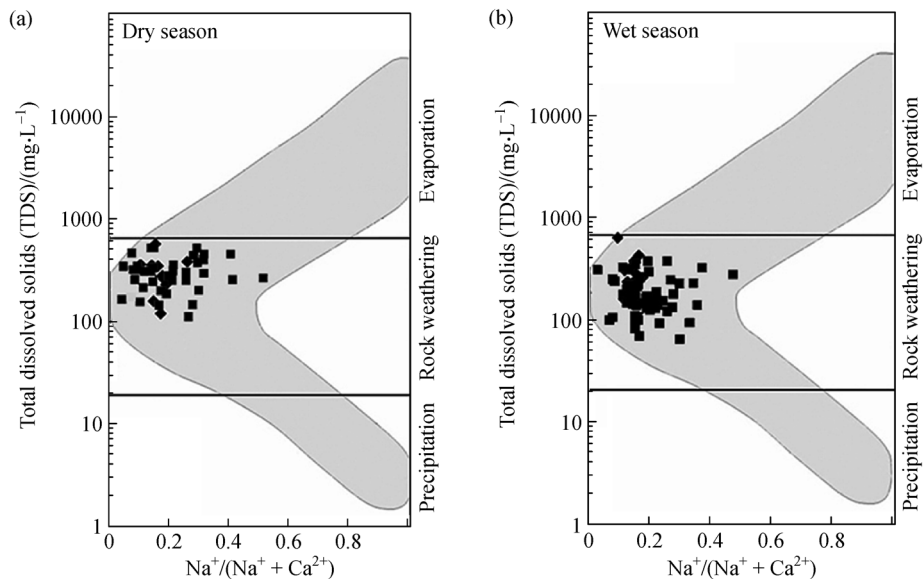 (a)
Dry season
Total dissolved solids (TDS)/(mg·L⁻¹)
10000
1000
100
10
1
0
0.2
0.4
0.6
0.8
Na⁺/(Na⁺ + Ca²⁺)
Evaporation
Rock weathering
Precipitation
(b)
Wet season
Total dissolved solids (TDS)/(mg·L⁻¹)
10000
1000
100
10
1
0
0.2
0.4
0.6
0.8
Na⁺/(Na⁺ + Ca²⁺)
Evaporation
Rock weathering
Precipitation